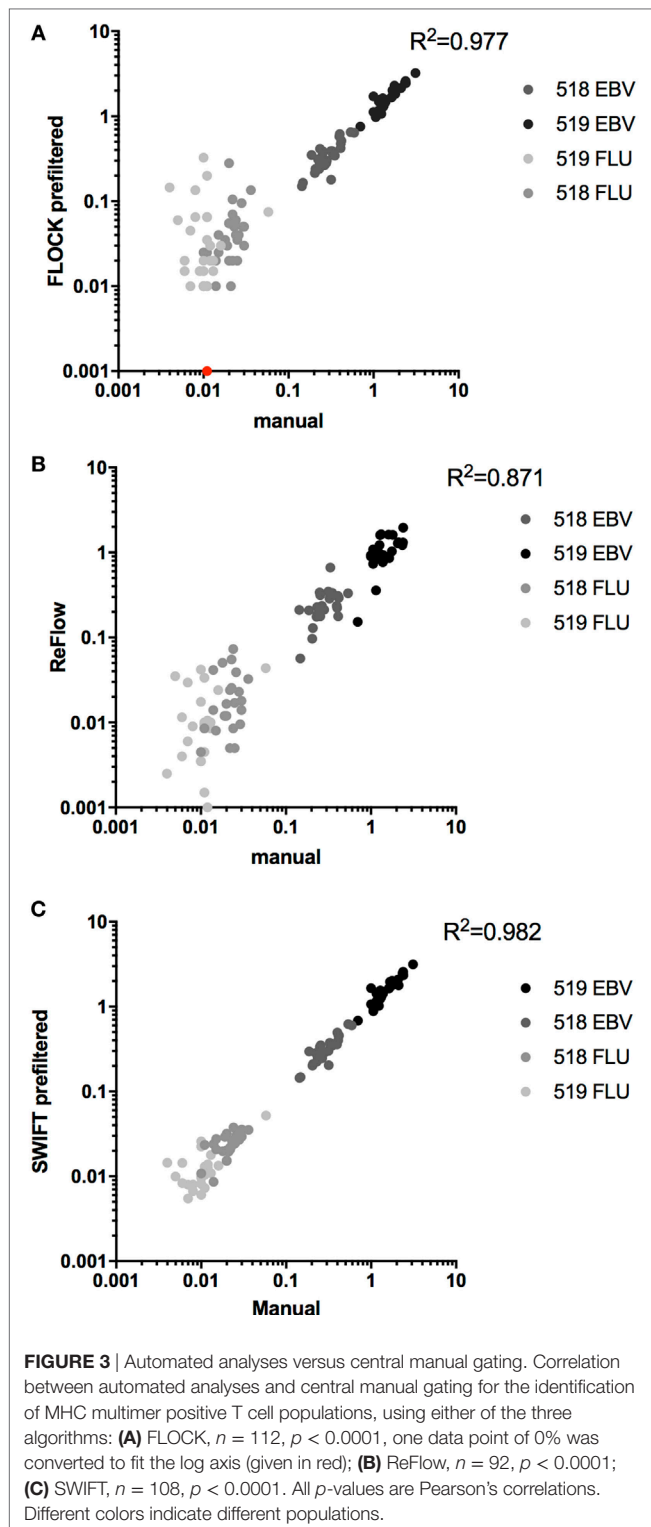 A
R²=0.977
10
1
0.1
0.01
0.001
FLOCK prefiltered
0.001 0.01 0.1 1 10
manual
518 EBV
519 EBV
519 FLU
518 FLU
B
R²=0.871
10
1
0.1
0.01
0.001
ReFlow
0.001 0.01 0.1 1 10
manual
518 EBV
519 EBV
518 FLU
519 FLU
C
R²=0.982
10
1
0.1
0.01
0.001
SWIFT prefiltered
0.001 0.01 0.1 1 10
Manual
519 EBV
518 EBV
518 FLU
519 FLU
FIGURE 3 | Automated analyses versus central manual gating. Correlation
between automated analyses and central manual gating for the identification
of MHC multimer positive T cell populations, using either of the three
algorithms: (A) FLOCK, n = 112, p < 0.0001, one data point of 0% was
converted to fit the log axis (given in red); (B) ReFlow, n = 92, p < 0.0001;
(C) SWIFT, n = 108, p < 0.0001. All p-values are Pearson's correlations.
Different colors indicate different populations.